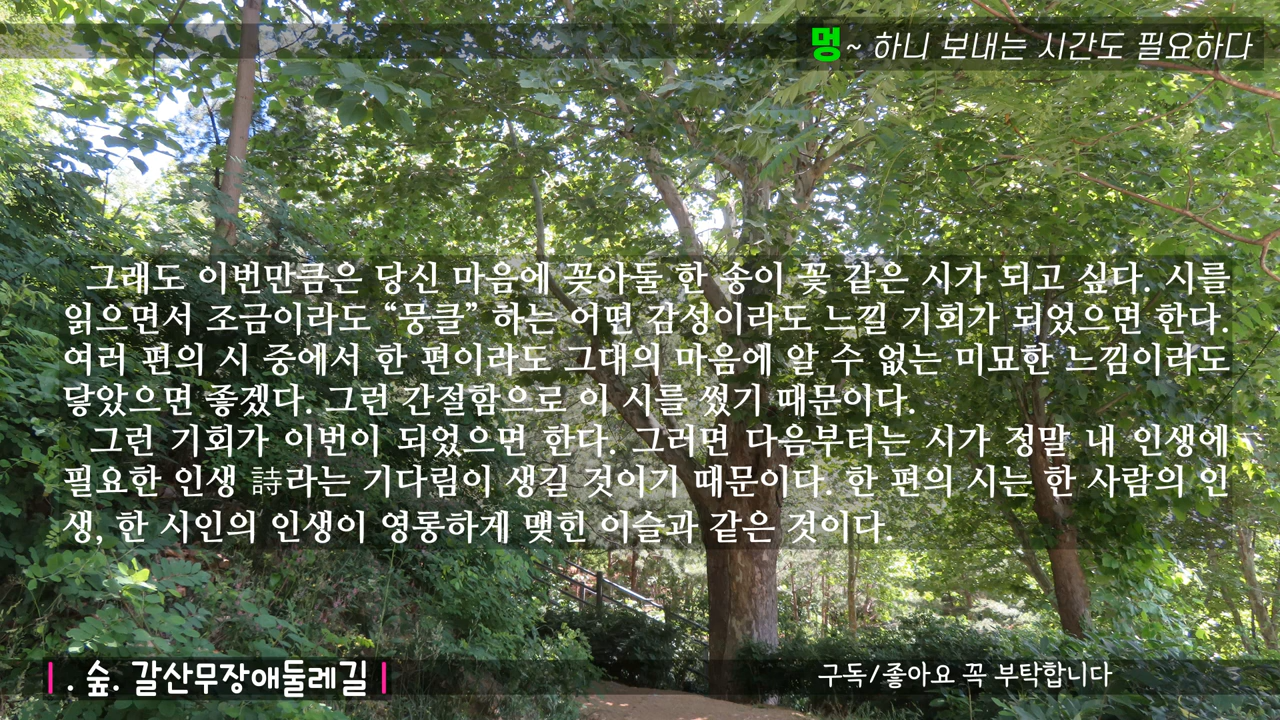 멍~ 하니 보내는 시간도 필요하다
그래도 이번만큼은 당신 마음에 꽂아둘 한 송이 꽃 같은 시가 되고 싶다. 시를
읽으면서 조금이라도 “뭉클” 하는 어떤 감성이라도 느낄 기회가 되었으면 한다.
여러 편의 시 중에서 한 편이라도 그대의 마음에 알 수 없는 미묘한 느낌이라도
닿았으면 좋겠다. 그런 간절함으로 이 시를 썼기 때문이다.
그런 기회가 이번이 되었으면 한다. 그러면 다음부터는 시가 정말 내 인생에
필요한 인생 詩라는 기다림이 생길 것이기 때문이다. 한 편의 시는 한 사람의 인
생, 한 시인의 인생이 영롱하게 맺힌 이슬과 같은 것이다.
. 숲. 갈산무장애둘레길
구독/좋아요 꼭 부탁합니다